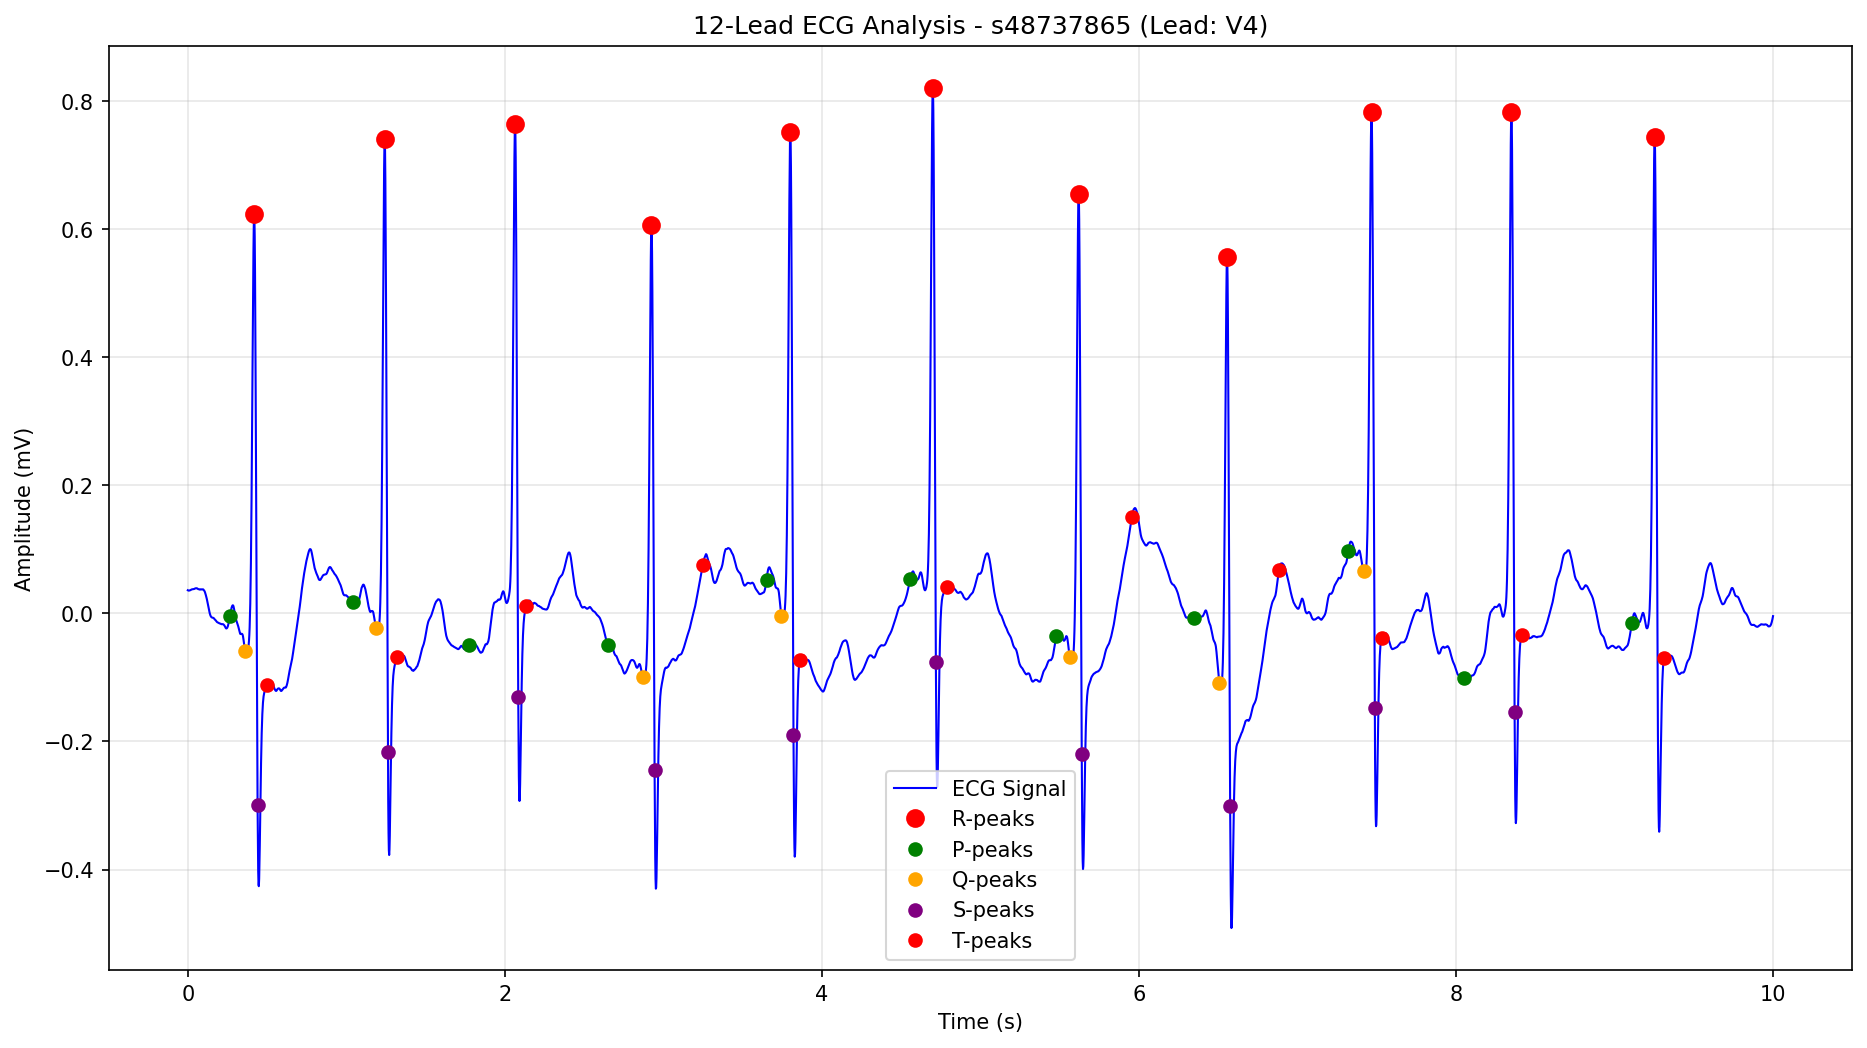 12-Lead ECG Analysis - s48737865 (Lead: V4)
Amplitude (mV)
0.8
0.6
0.4
0.2
0.0
−0.2
−0.4
ECG Signal
R-peaks
P-peaks
Q-peaks
S-peaks
T-peaks
0 2 4 6 8 10
Time (s)